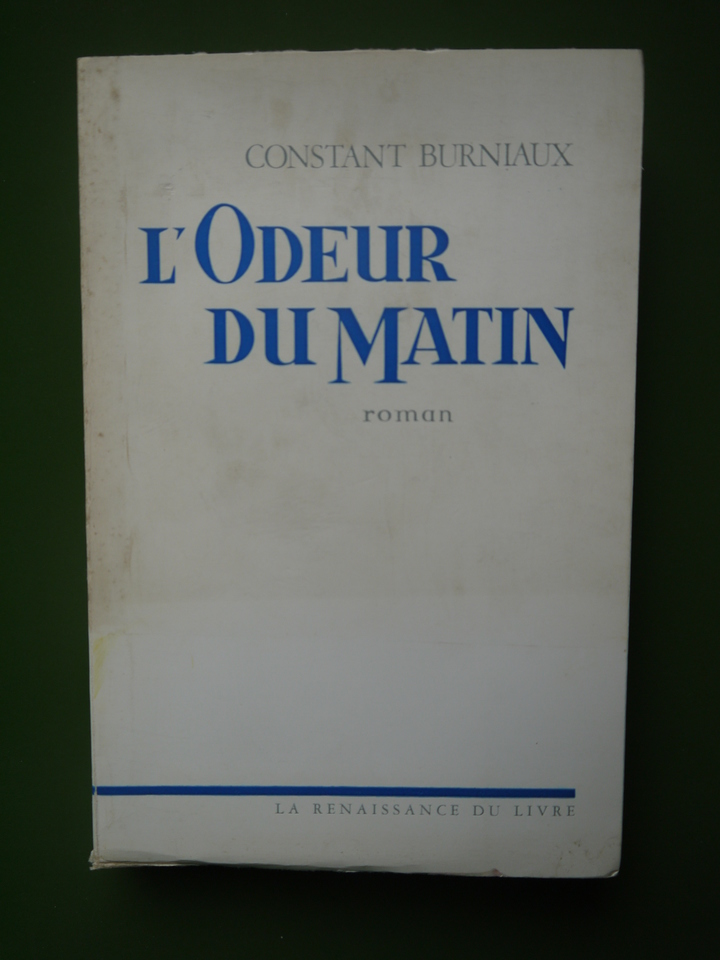 CONSTANT BURNIAUX
L'ODEUR
DU MATIN
roman
LA RENAISSANCE DU LIVRE